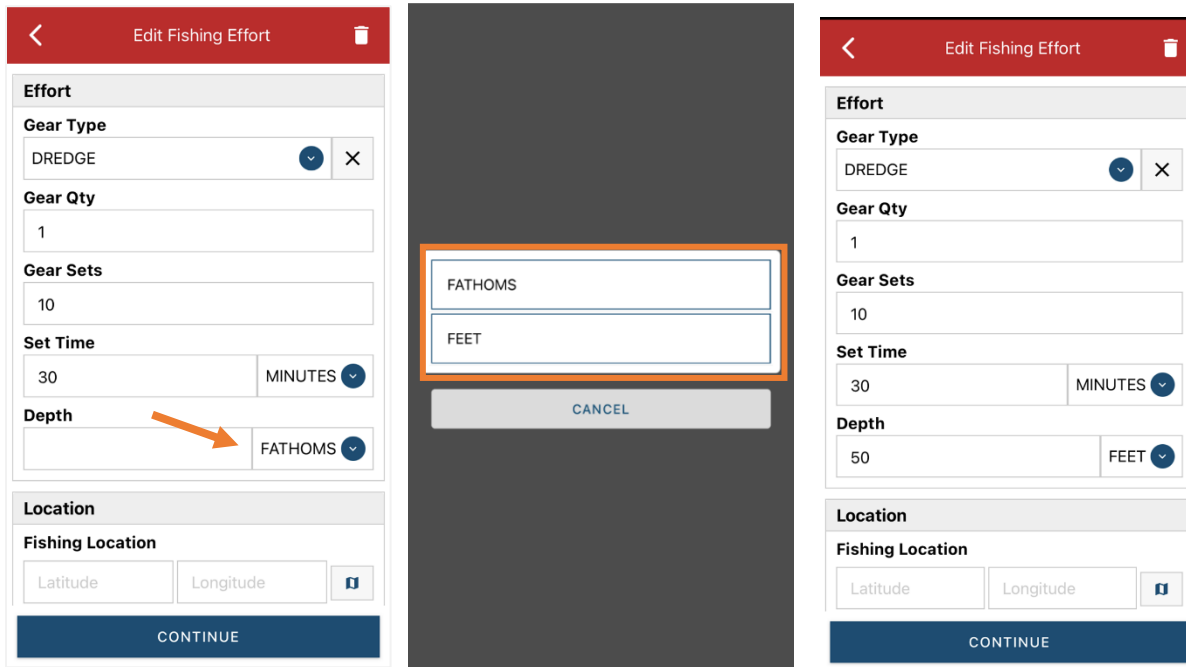 Edit Fishing Effort
Effort
Gear Type
DREDGE
Gear Qty
1
Gear Sets
10
Set Time
30 MINUTES
Depth
FATHOMS
Location
Fishing Location
Latitude Longitude
CONTINUE
FATHOMS
FEET
CANCEL
Edit Fishing Effort
Effort
Gear Type
DREDGE
Gear Qty
1
Gear Sets
10
Set Time
30 MINUTES
Depth
50 FEET
Location
Fishing Location
Latitude Longitude
CONTINUE